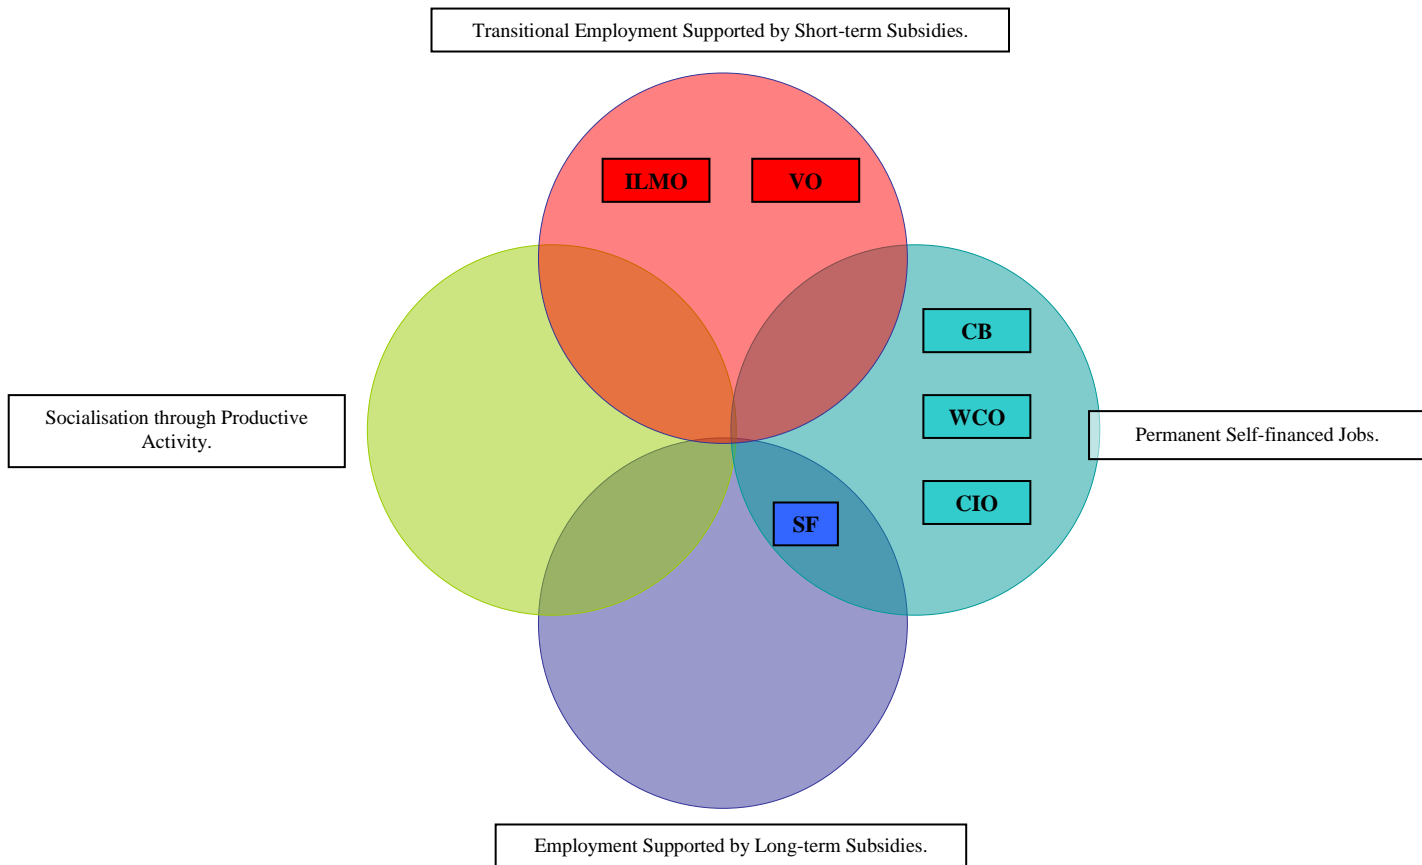 Transitional Employment Supported by Short-term Subsidies.
ILMO VO
CB
Socialisation through Productive
Activity.
WCO
Permanent Self-financed Jobs.
CIO
SF
Employment Supported by Long-term Subsidies.